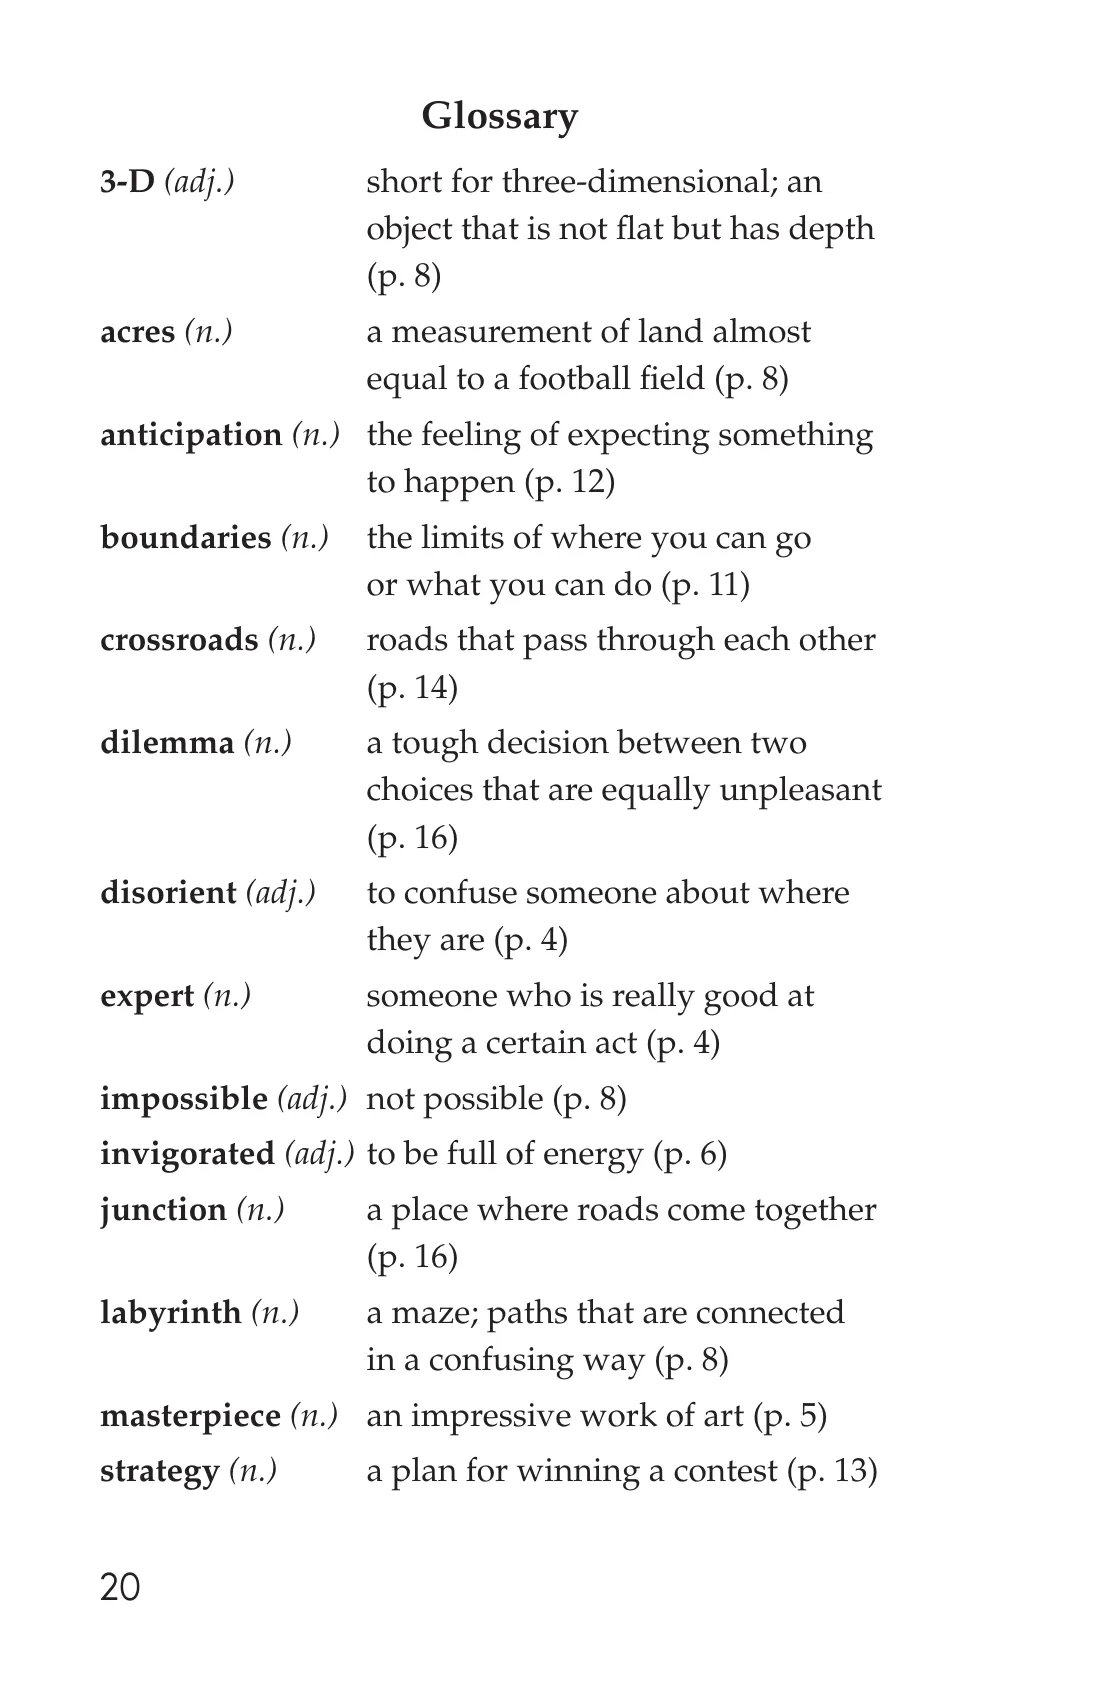 Glossary
3-D (adj.) short for three-dimensional; an
object that is not flat but has depth
(p. 8)
acres (n.) a measurement of land almost
equal to a football field (p. 8)
anticipation (n.) the feeling of expecting something
to happen (p. 12)
boundaries (n.) the limits of where you can go
or what you can do (p. 11)
crossroads (n.) roads that pass through each other
(p. 14)
dilemma (n.) a tough decision between two
choices that are equally unpleasant
(p. 16)
disorient (adj.) to confuse someone about where
they are (p. 4)
expert (n.) someone who is really good at
doing a certain act (p. 4)
impossible (adj.) not possible (p. 8)
invigorated (adj.) to be full of energy (p. 6)
junction (n.) a place where roads come together
(p. 16)
labyrinth (n.) a maze; paths that are connected
in a confusing way (p. 8)
masterpiece (n.) an impressive work of art (p. 5)
strategy (n.) a plan for winning a contest (p. 13)
20